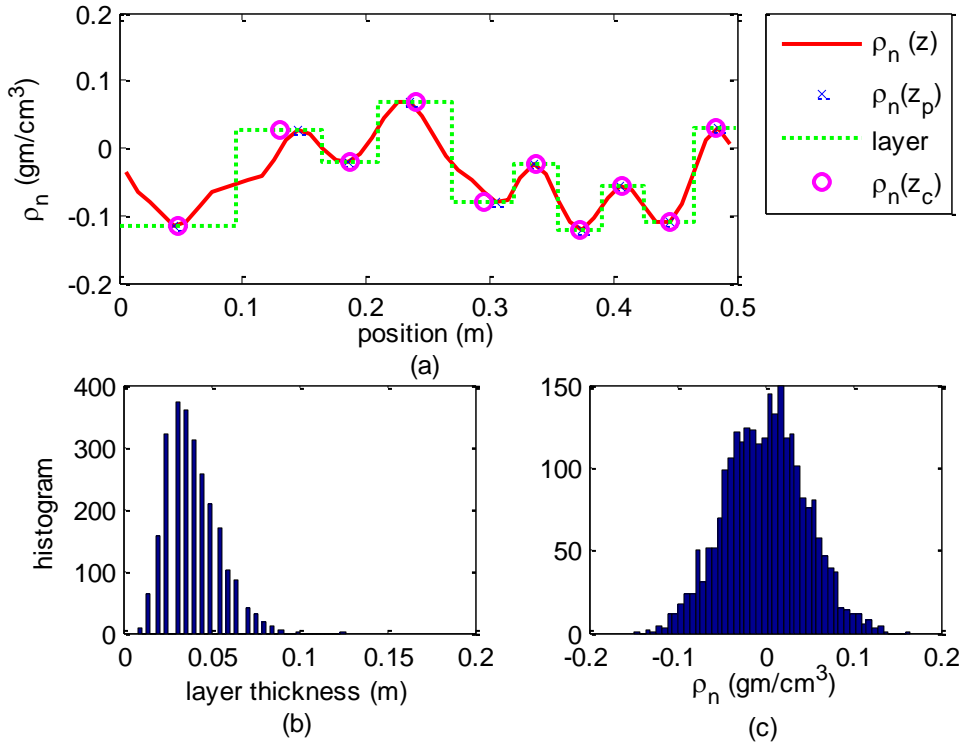 0.2
0.1
0
-0.1
-0.2
ρn (gm/cm3)
0 0.1 0.2 0.3 0.4 0.5
position (m)
(a)
ρn (z)
ρn(zp)
layer
ρn(zc)
400
300
200
100
0
histogram
0 0.05 0.1 0.15 0.2
layer thickness (m)
(b)
150
100
50
0
-0.2 -0.1 0 0.1 0.2
ρn (gm/cm3)
(c)